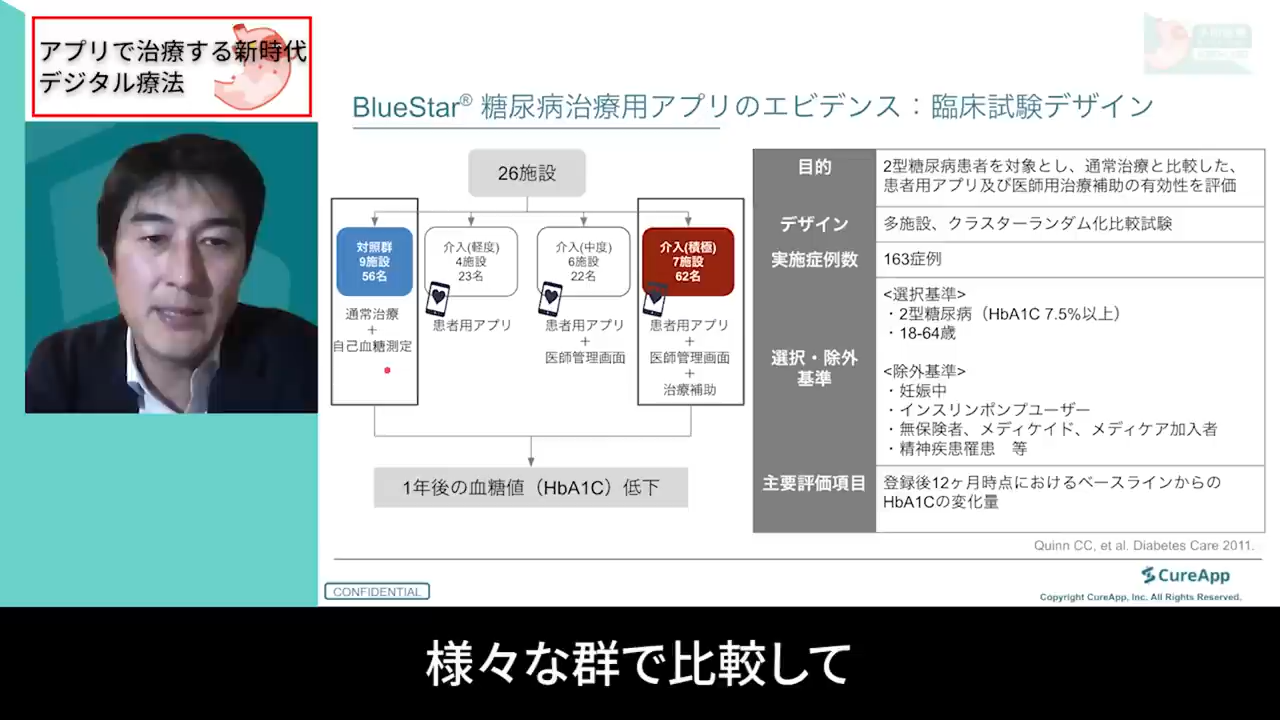 アプリで治療する新時代
デジタル療法
BlueStar® 糖尿病治療用アプリのエビデンス：臨床試験デザイン
26施設
対照群
9施設
56名
通常治療
+
自己血糖測定
介入(軽度)
4施設
23名
患者用アプリ
介入(中度)
6施設
22名
患者用アプリ
+
医師管理画面
介入(積極)
7施設
62名
患者用アプリ
+
医師管理画面
+
治療補助
1年後の血糖値（HbA1C）低下
目的
2型糖尿病患者を対象とし、通常治療と比較した、
患者用アプリ及び医師用治療補助の有効性を評価
デザイン
多施設、クラスターランダム化比較試験
実施症例数
163症例
選択・除外
基準
<選択基準>
・2型糖尿病（HbA1C 7.5%以上）
・18-64歳
<除外基準>
・妊娠中
・インスリンポンプユーザー
・無保険者、メディケイド、メディケア加入者
・精神疾患罹患　等
主要評価項目
登録後12ヶ月時点におけるベースラインからの
HbA1Cの変化量
Quinn CC, et al. Diabetes Care 2011.
CONFIDENTIAL
CureApp
Copyright CureApp, Inc. All Rights Reserved.
様々な群で比較して